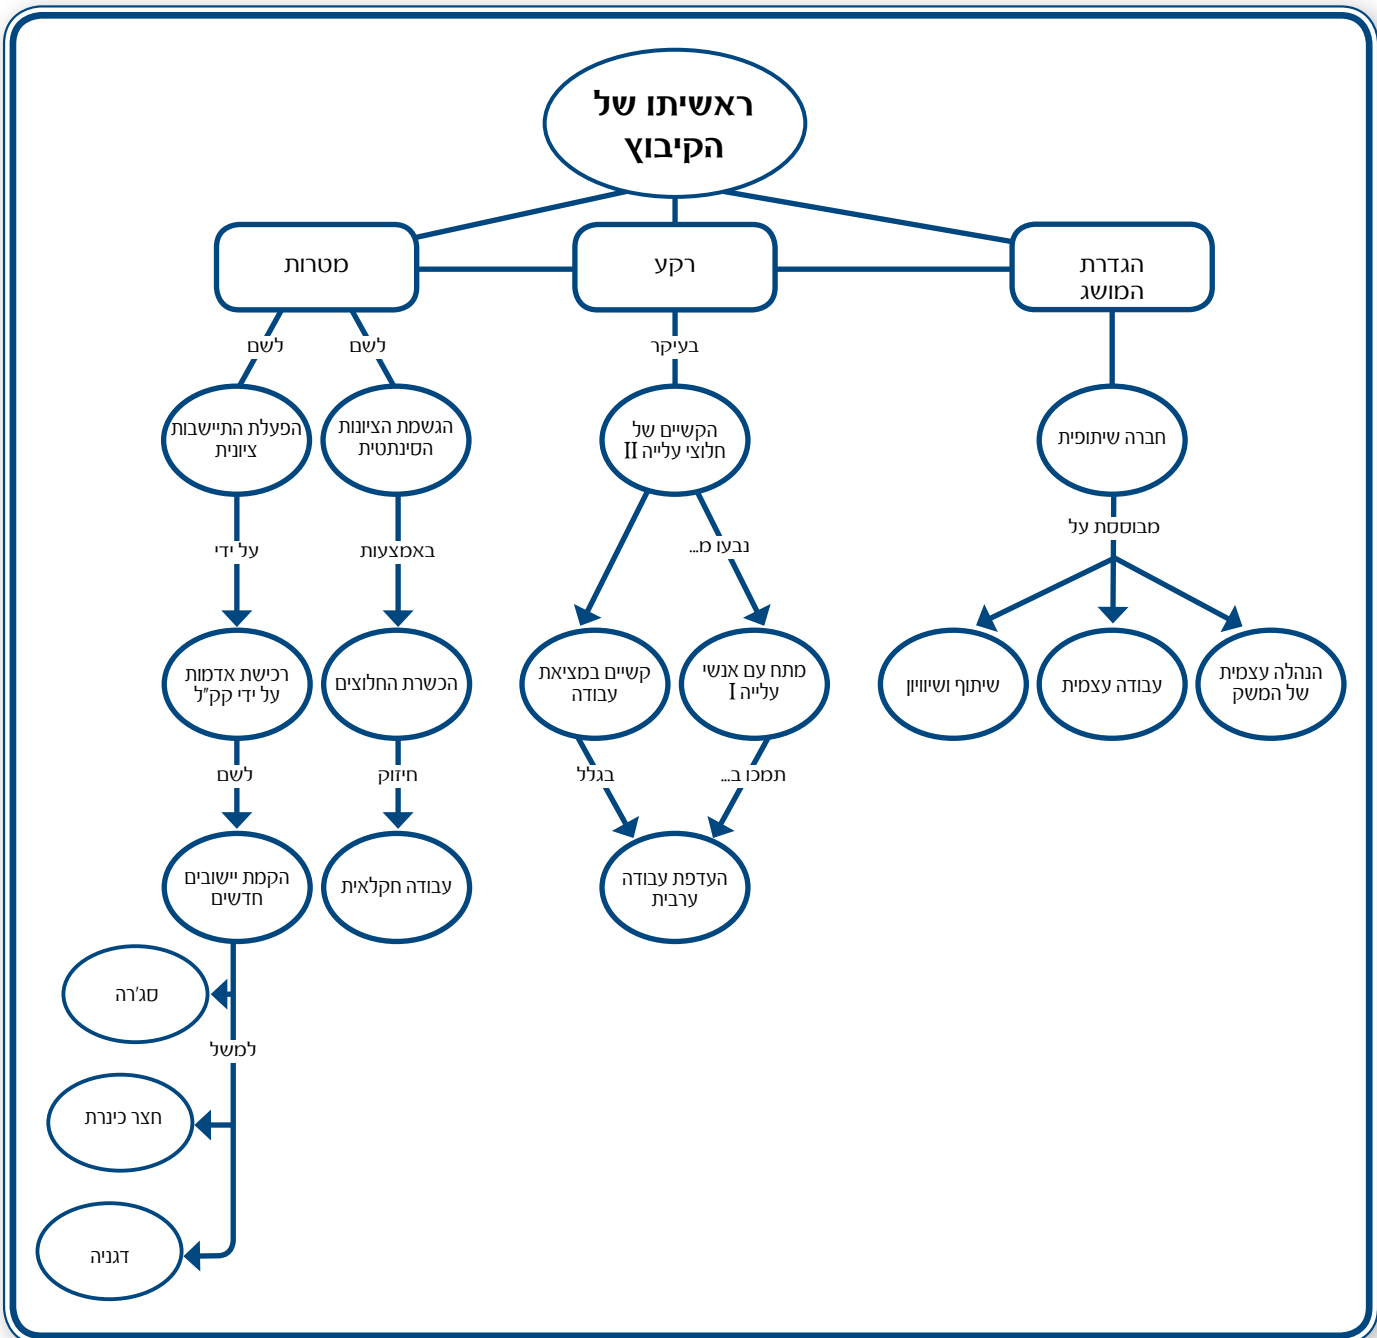 ראשיתו של
הקיבוץ
הגדרת
המושג
רקע
מטרות
בעיקר
לשם
לשם
חברה שיתופית
הקשיים של
חלוצי עלייה II
הגשמת הציונות
הסינתטית
הפעלת התיישבות
ציונית
מבוססת על
נבעו מ...
באמצעות
על ידי
הנהלה עצמית
של המשק
עבודה עצמית
שיתוף ושיוויון
מתח עם אנשי
עלייה I
קשיים במציאת
עבודה
הכשרת החלוצים
רכישת אדמות
על ידי קק"ל
תמכו ב...
בגלל
חיזוק
לשם
העדפת עבודה
ערבית
עבודה חקלאית
הקמת יישובים
חדשים
סג'רה
למשל
חצר כינרת
דגניה